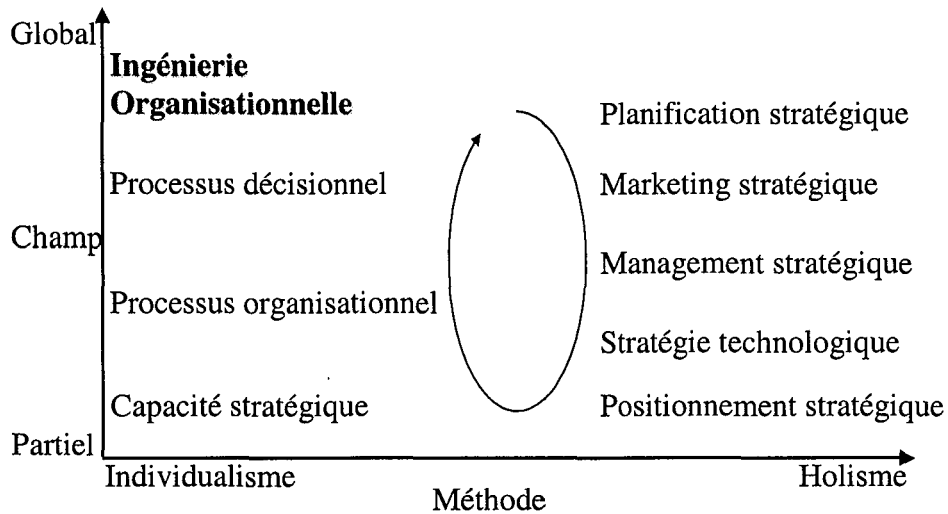 Global
Ingénierie
Organisationnelle
Planification stratégique
Processus décisionnel
Marketing stratégique
Champ
Management stratégique
Processus organisationnel
Stratégie technologique
Capacité stratégique
Positionnement stratégique
Partiel
Individualisme
Holisme
Méthode